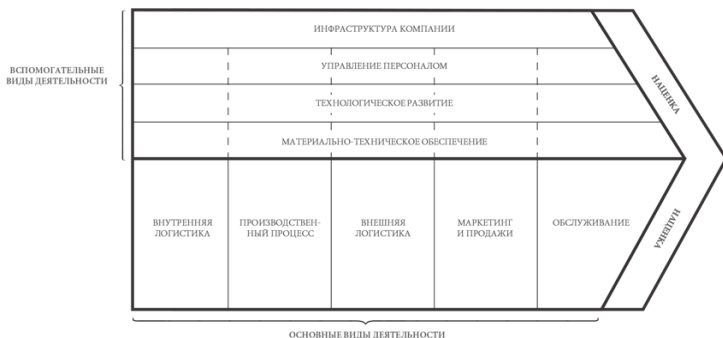 ИНФРАСТРУКТУРА КОМПАНИИ
ВСПОМОГАТЕЛЬНЫЕ
ВИДЫ ДЕЯТЕЛЬНОСТИ
УПРАВЛЕНИЕ ПЕРСОНАЛОМ
ТЕХНОЛОГИЧЕСКОЕ РАЗВИТИЕ
МАТЕРИАЛЬНО-ТЕХНИЧЕСКОЕ ОБЕСПЕЧЕНИЕ
НАЦЕНКА
ВНУТРЕННЯЯ
ЛОГИСТИКА
ПРОИЗВОДСТВЕН-
НЫЙ ПРОЦЕСС
ВНЕШНЯЯ
ЛОГИСТИКА
МАРКЕТИНГ
И ПРОДАЖИ
ОБСЛУЖИВАНИЕ
НАЦЕНКА
ОСНОВНЫЕ ВИДЫ ДЕЯТЕЛЬНОСТИ